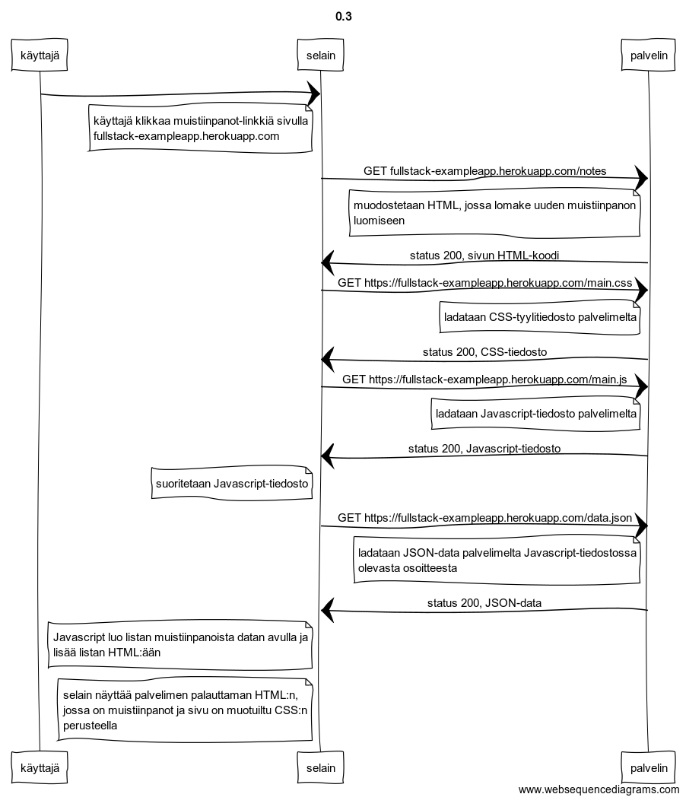 0.3
käyttäjä
selain
palvelin
käyttäjä klikkaa muistiinpanot-linkkiä sivulla
fullstack-exampleapp.herokuapp.com
GET fullstack-exampleapp.herokuapp.com/notes
muodostetaan HTML, jossa lomake uuden muistiinpanon
luomiseen
status 200, sivun HTML-koodi
GET https://fullstack-exampleapp.herokuapp.com/main.css
ladataan CSS-tyylitiedosto palvelimelta
status 200, CSS-tiedosto
GET https://fullstack-exampleapp.herokuapp.com/main.js
ladataan Javascript-tiedosto palvelimelta
status 200, Javascript-tiedosto
suoritetaan Javascript-tiedosto
GET https://fullstack-exampleapp.herokuapp.com/data.json
ladataan JSON-data palvelimelta Javascript-tiedostossa
olevasta osoitteesta
status 200, JSON-data
Javascript luo listan muistiinpanoista datan avulla ja
lisää listan HTML:ään
selain näyttää palvelimen palauttaman HTML:n,
jossa on muistiinpanot ja sivu on muotuiltu CSS:n
perusteella
käyttäjä
selain
palvelin
www.websequencediagrams.com